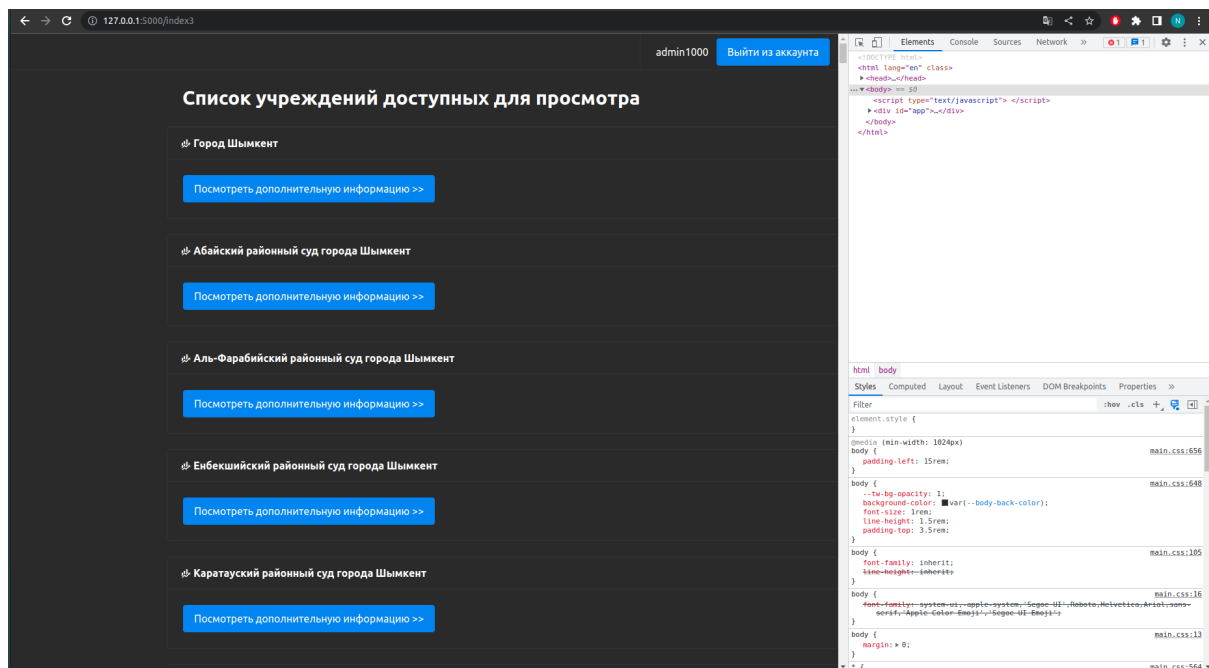 127.0.0.1:5000/index3
admin1000 Выйти из аккаунта
Список учреждений доступных для просмотра
Город Шымкент
Посмотреть дополнительную информацию >>
Абайский районный суд города Шымкент
Посмотреть дополнительную информацию >>
Аль-Фарабийский районный суд города Шымкент
Посмотреть дополнительную информацию >>
Енбекшийский районный суд города Шымкент
Посмотреть дополнительную информацию >>
Каратауский районный суд города Шымкент
Посмотреть дополнительную информацию >>
Elements Console Sources Network » 1 1
<!DOCTYPE html>
<html lang="en" class>
<head>…</head>
<body> == $0
<script type="text/javascript"> </script>
<div id="app">…</div>
</body>
</html>
html body
Styles Computed Layout Event Listeners DOM Breakpoints Properties »
Filter :hov .cls +
element.style {
}
@media (min-width: 1024px)
body { main.css:656
padding-left: 15rem;
}
body { main.css:648
--tw-bg-opacity: 1;
background-color: var(--body-back-color);
font-size: 1rem;
line-height: 1.5rem;
padding-top: 3.5rem;
}
body { main.css:105
font-family: inherit;
line-height: inherit;
}
body { main.css:16
font-family: system-ui,-apple-system,'Segoe UI',Roboto,Helvetica,Arial,sans-
serif,'Apple Color Emoji','Segoe UI Emoji';
}
body { main.css:13
margin: 0;
}
* { main.css:564